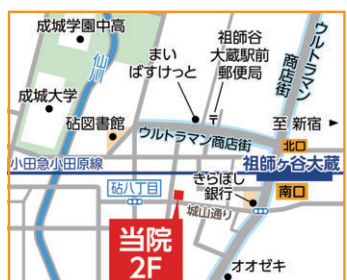 成城学園中高
仙川
まい
ばすけっと
祖師谷
大蔵駅前
郵便局
ウルトラマン
商店街
成城大学
砧図書館
ウルトラマン商店街
至 新宿
北口
小田急小田原線
祖師ヶ谷大蔵
砧八丁目
きらぼし
銀行
南口
城山通り
当院
2F
オオゼキ